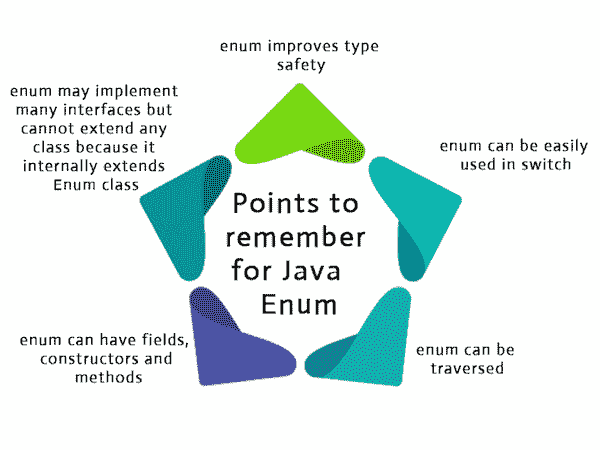 enum improves type
safety
enum may implement
many interfaces but
cannot extend any
class because it
internally extends
Enum class
enum can be easily
used in switch
Points to
remember
for Java
Enum
enum can have fields,
constructors and
methods
enum can be
traversed